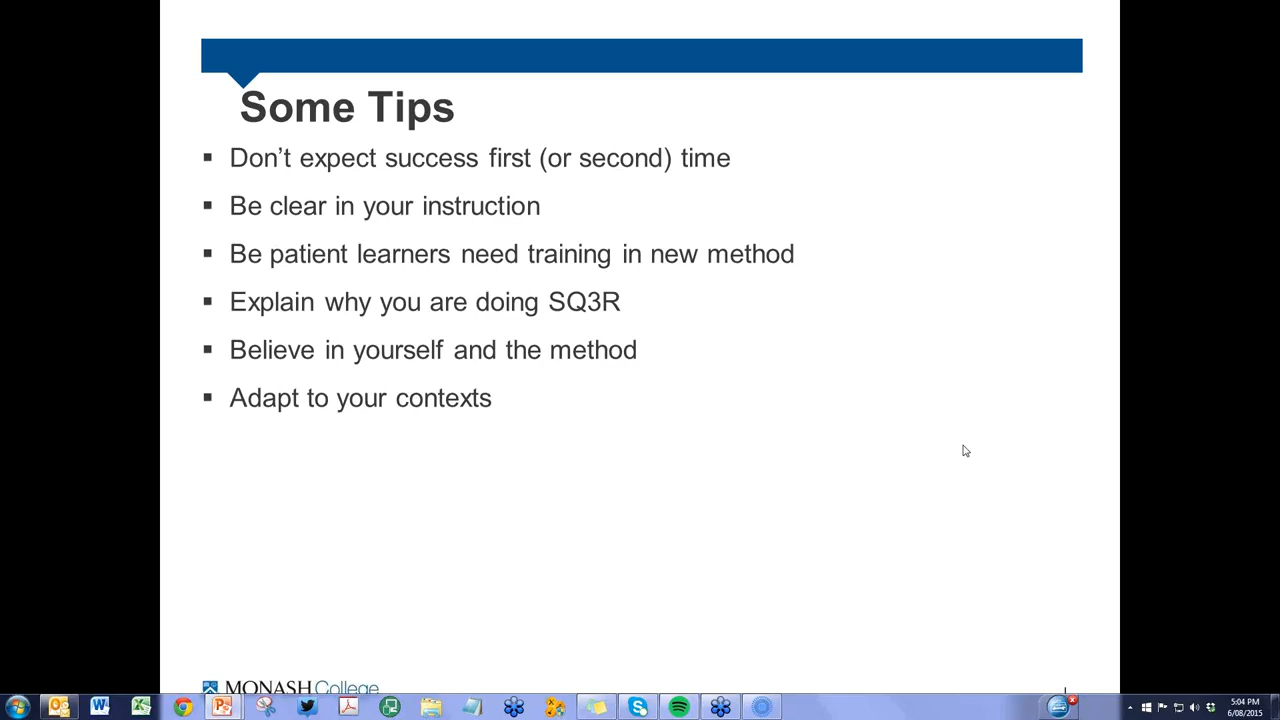 Some Tips
Don't expect success first (or second) time
Be clear in your instruction
Be patient learners need training in new method
Explain why you are doing SQ3R
Believe in yourself and the method
Adapt to your contexts
MONASH College
5:04 PM
6/08/2015